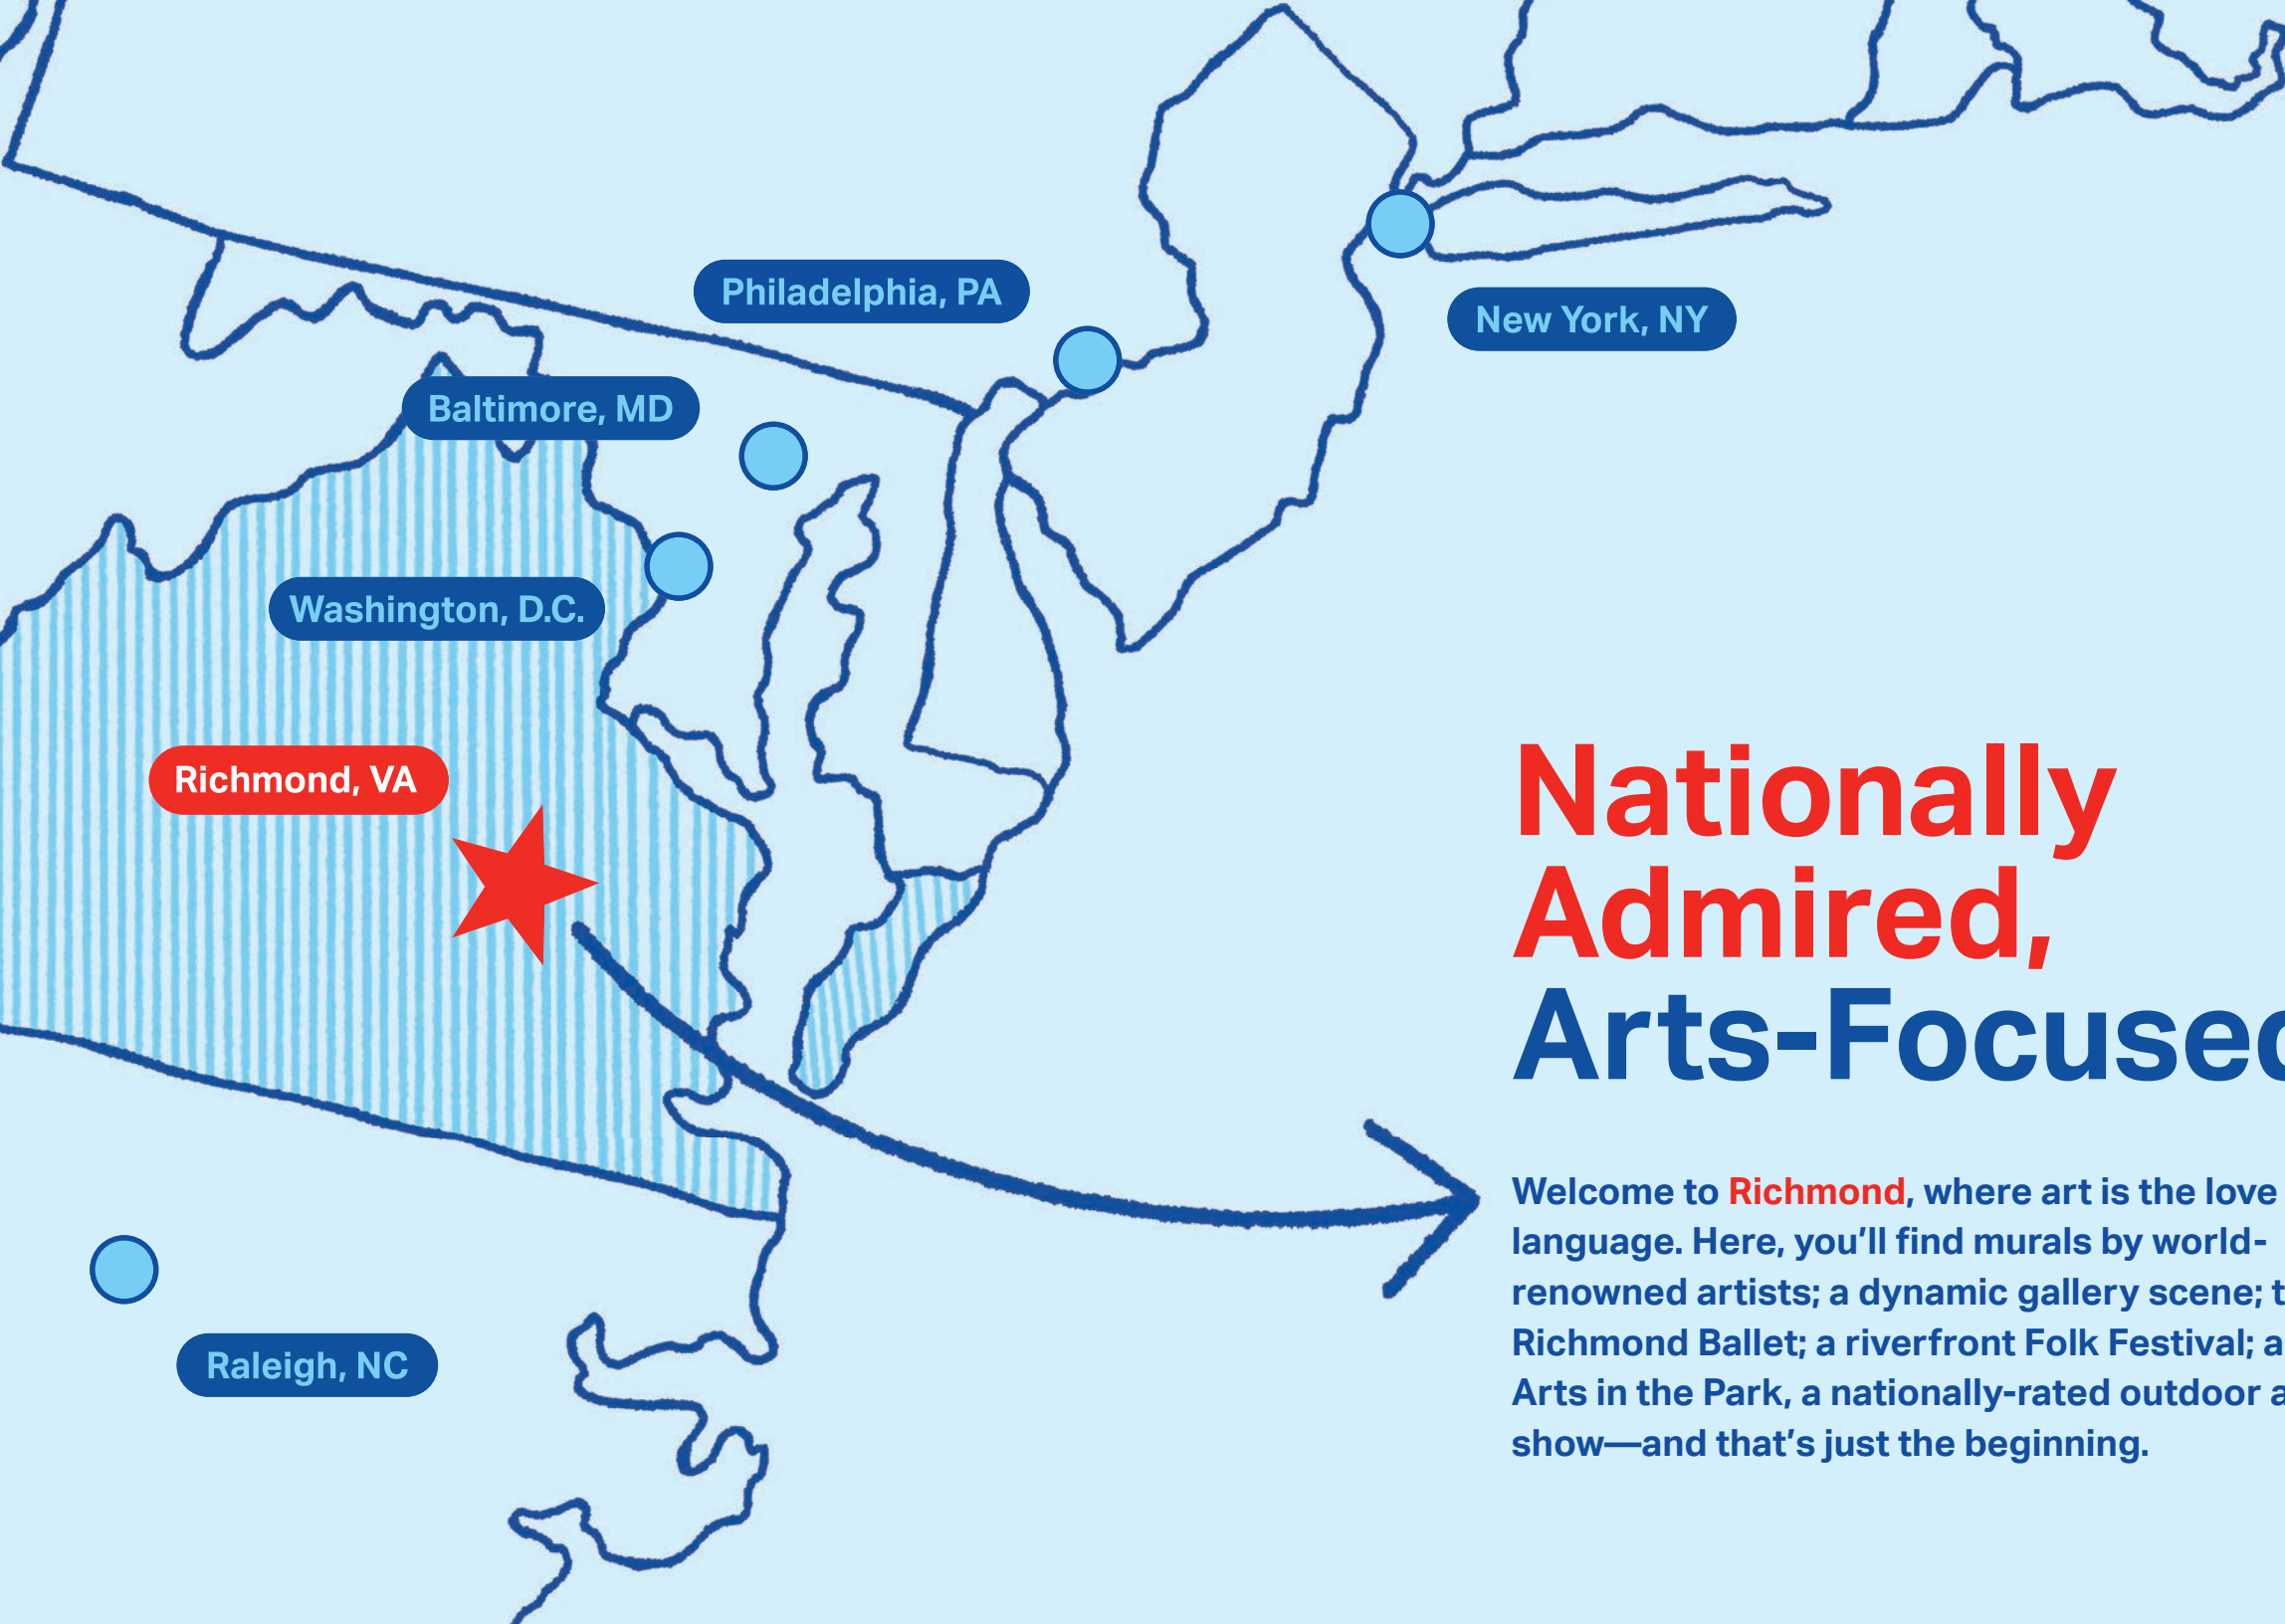 Philadelphia, PA
New York, NY
Baltimore, MD
Washington, D.C.
Richmond, VA
Raleigh, NC
Nationally
Admired,
Arts-Focused
Welcome to Richmond, where art is the love
language. Here, you’ll find murals by world-
renowned artists; a dynamic gallery scene;
Richmond Ballet; a riverfront Folk Festival;
Arts in the Park, a nationally-rated outdoor
show—and that’s just the beginning.